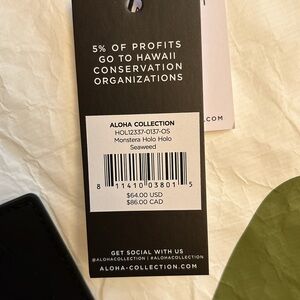 5% OF PROFITS
GO TO HAWAII
CONSERVATION
ORGANIZATIONS
.COM
ALOHA COLLECTION
HOL12337-0137-OS
Monstera Holo Holo
Seaweed
8 11410 03801 5
$64.00 USD
$86.00 CAD
GET SOCIAL WITH US
@ALOHACOLLECTION | #ALOHACOLLECTION
ALOHA-COLLECTION.COM